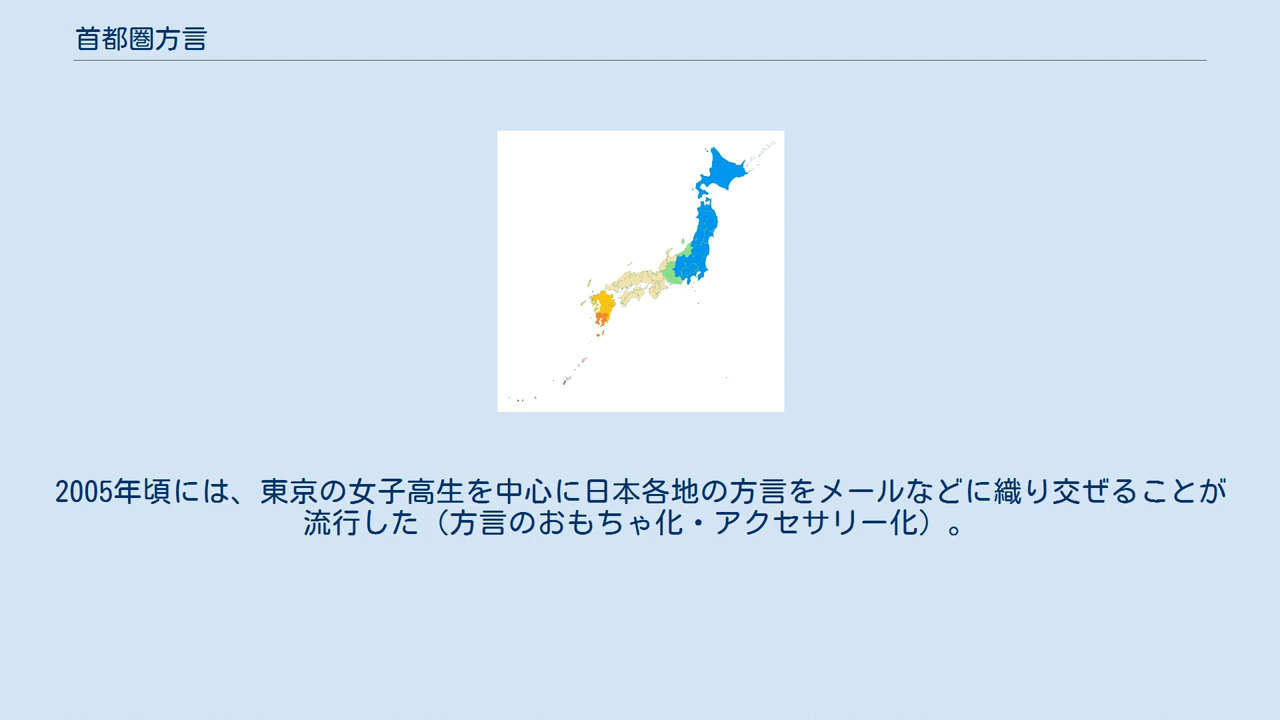 首都圏方言
2005年頃には、東京の女子高生を中心に日本各地の方言をメールなどに織り交ぜることが
流行した（方言のおもちゃ化・アクセサリー化）。